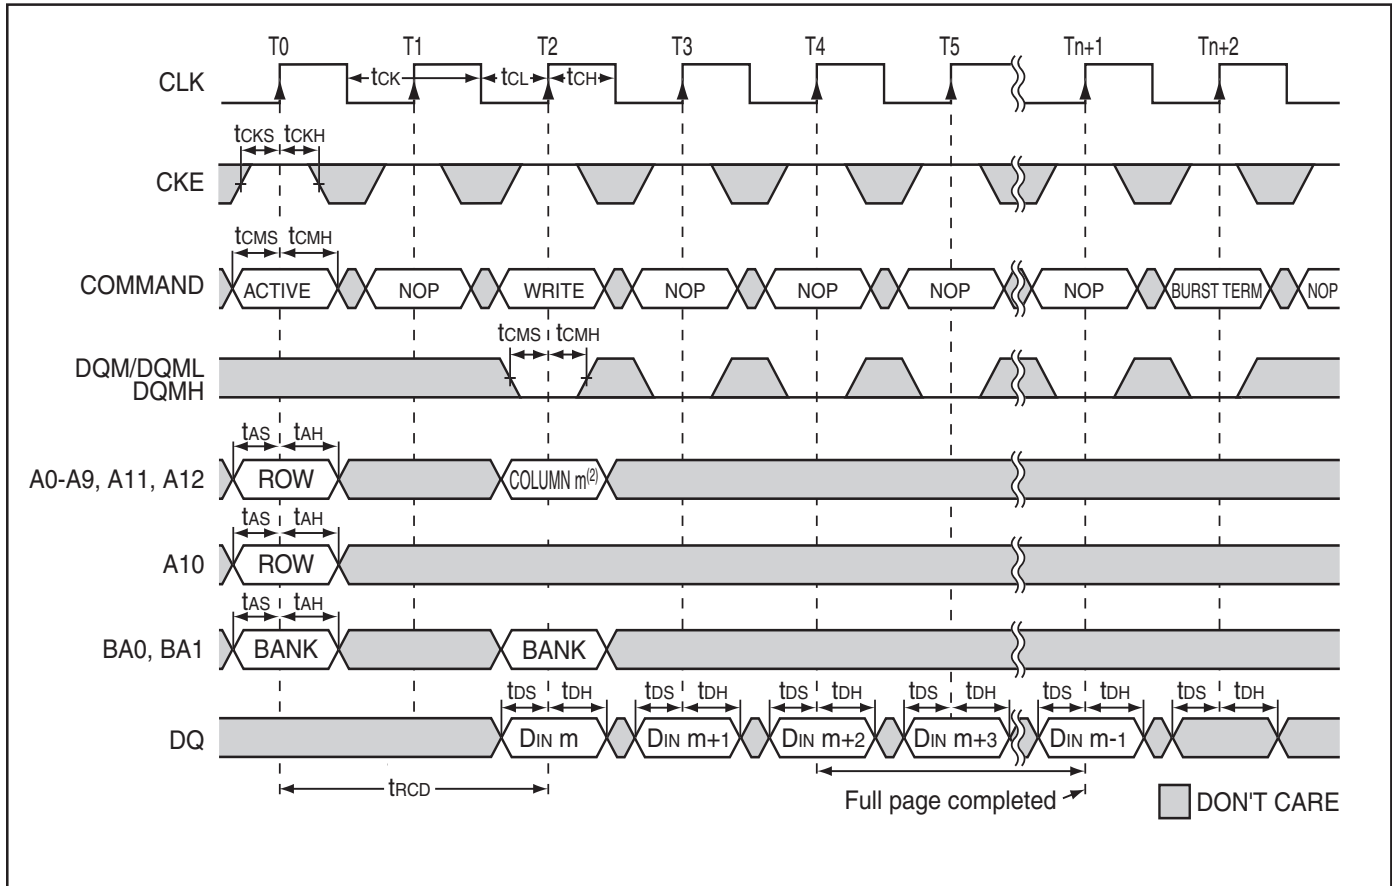 T0 T1 T2 T3 T4 T5 Tn+1 Tn+2
CLK tCK tCL tCH
tCKS tCKH
CKE
tCMS tCMH
COMMAND ACTIVE NOP WRITE NOP NOP NOP NOP BURST TERM NOP
tCMS tCMH
DQM/DQML
DQMH
tAS tAH
A0-A9, A11, A12 ROW COLUMN m(2)
tAS tAH
A10 ROW
tAS tAH
BA0, BA1 BANK BANK
tDS tDH tDS tDH tDS tDH tDS tDH tDS tDH tDS tDH
DQ DIN m DIN m+1 DIN m+2 DIN m+3 DIN m-1
tRCD
Full page completed
DON'T CARE